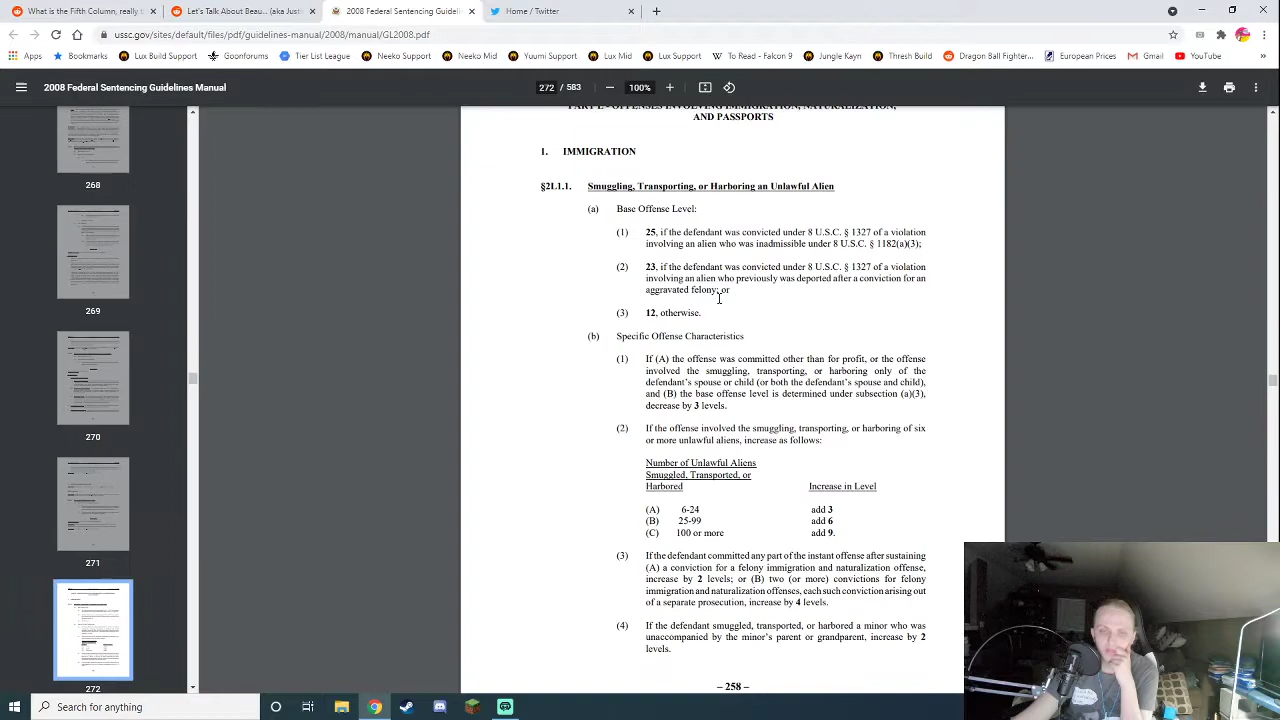 What is the Fifth Column, really
Let's Talk About Beau... (aka Just
2008 Federal Sentencing Guideli
Home / Twitter
ussc.gov/sites/default/files/pdf/guidelines-manual/2008/manual/GL2008.pdf
Apps
Bookmarks
Lux Build Support
Goonforums
Tier List League
Neeko Support
Neeko Mid
Yuumi Support
Lux Mid
Lux Support
To Read - Falcon 9
Jungle Kayn
Thresh Build
Dragon Ball Fighter...
European Prices
Gmail
YouTube
2008 Federal Sentencing Guidelines Manual
272 / 583
100%
268
269
270
271
272
AND PASSPORTS
1. IMMIGRATION
§2L1.1. Smuggling, Transporting, or Harboring an Unlawful Alien
(a) Base Offense Level:
(1) 25, if the defendant was convicted under 8 U.S.C. § 1327 of a violation
involving an alien who was inadmissible under 8 U.S.C. § 1182(a)(3);
(2) 23, if the defendant was convicted under 8 U.S.C. § 1327 of a violation
involving an alien who previously was deported after a conviction for an
aggravated felony; or
(3) 12, otherwise.
(b) Specific Offense Characteristics
(1) If (A) the offense was committed other than for profit, or the offense
involved the smuggling, transporting, or harboring only of the
defendant's spouse or child (or both the defendant's spouse and child),
and (B) the base offense level is determined under subsection (a)(3),
decrease by 3 levels.
(2) If the offense involved the smuggling, transporting, or harboring of six
or more unlawful aliens, increase as follows:
Number of Unlawful Aliens
Smuggled, Transported, or
Harbored Increase in Level
(A) 6-24 add 3
(B) 25-99 add 6
(C) 100 or more add 9.
(3) If the defendant committed any part of the instant offense after sustaining
(A) a conviction for a felony immigration and naturalization offense,
increase by 2 levels; or (B) two (or more) convictions for felony
immigration and naturalization offenses, each such conviction arising out
of a separate prosecution, increase by 4 levels.
(4) If the defendant smuggled, transported, or harbored a minor who was
unaccompanied by the minor's parent or grandparent, increase by 2
levels.
– 258 –
Search for anything